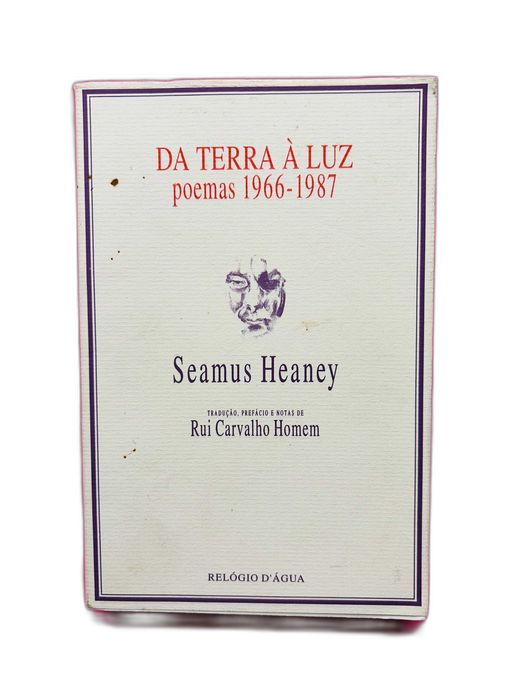 DA TERRA À LUZ
poemas 1966-1987
Seamus Heaney
TRADUÇÃO, PREFÁCIO E NOTAS DE
Rui Carvalho Homem
RELÓGIO D'ÁGUA